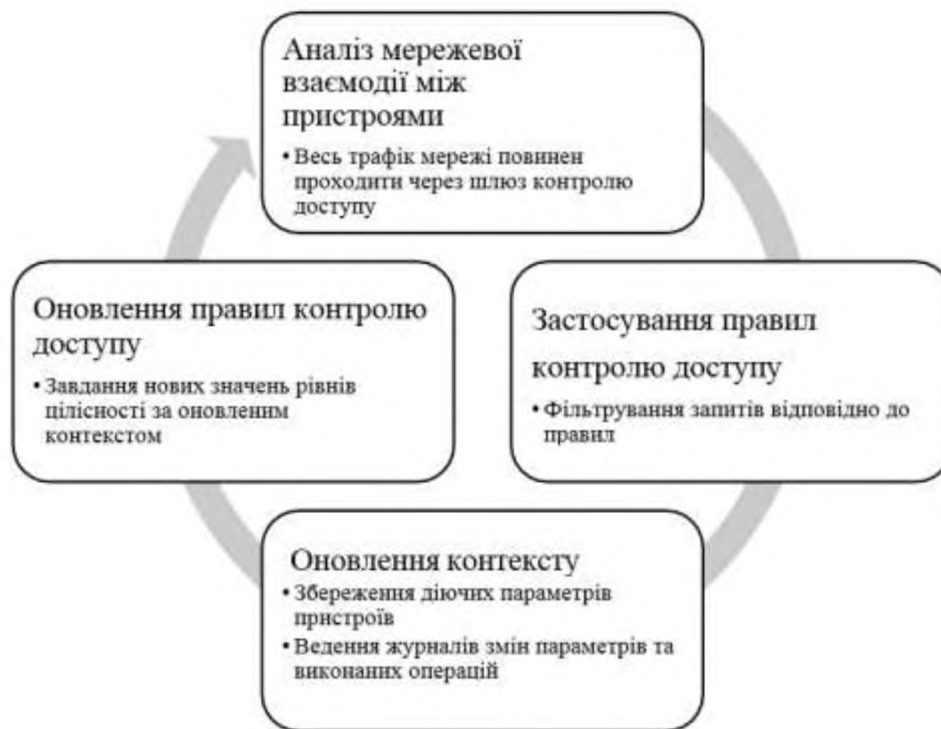 Аналіз мережевої
взаємодії між
пристроями
• Весь трафік мережі повинен
проходити через шлюз контролю
доступу
Застосування правил
контролю доступу
• Фільтрування запитів відповідно до
правил
Оновлення контексту
• Збереження діючих параметрів
пристроїв
• Ведення журналів змін параметрів та
виконаних операцій
Оновлення правил контролю
доступу
• Завдання нових значень рівнів
цілісності за оновленим
контекстом